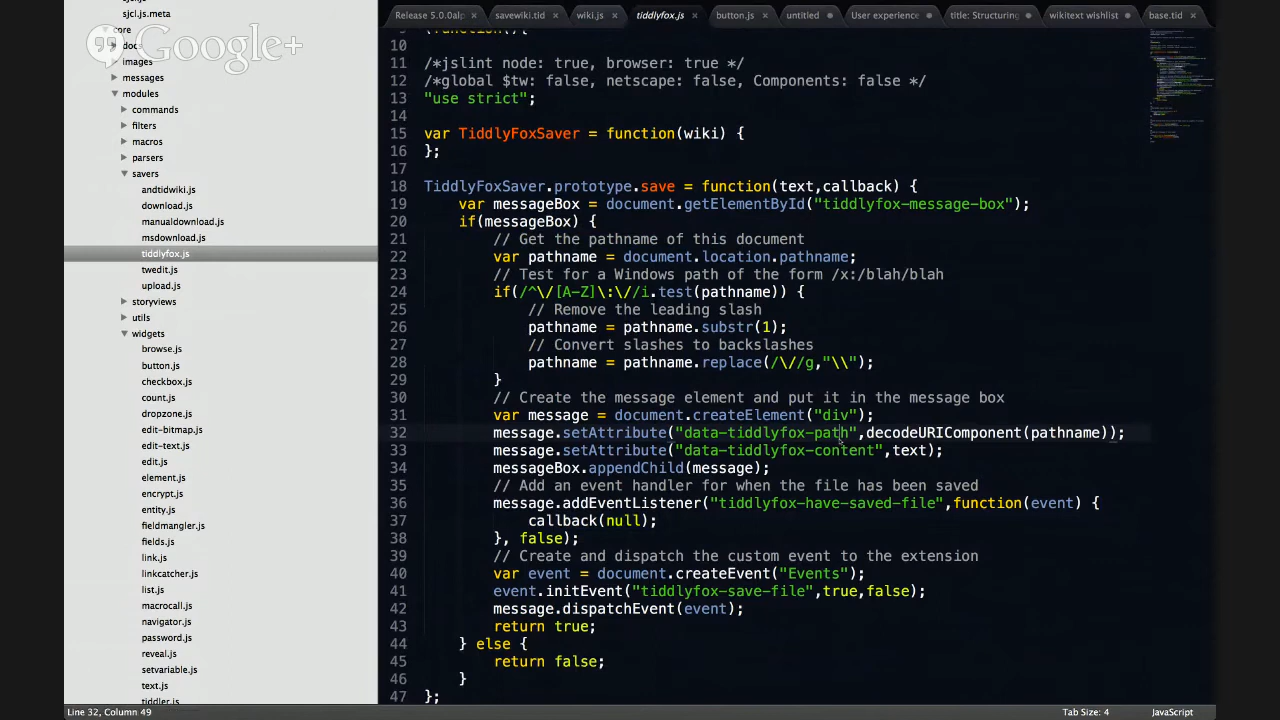 sjcl.js.meta
core
docs
images
messages
modules
commands
filters
macros
parsers
savers
andtidwiki.js
download.js
manualdownload.js
msdownload.js
tiddlyfox.js
twedit.js
upload.js
storyviews
utils
widgets
browse.js
button.js
checkbox.js
count.js
dropzone.js
edit-bitmap.js
edit-text.js
edit.js
element.js
encrypt.js
entity.js
fieldmangler.js
fields.js
link.js
linkcatcher.js
list.js
macrocall.js
navigator.js
password.js
reveal.js
setvariable.js
text.js
tiddler.js
Google+
Release 5.0.0alp × savewiki.tid × wiki.js × tiddlyfox.js × button.js × untitled User experience title: Structuring wikitext wishlist base.tid ×
9 (function(){
10
11 /*jslint node: true, browser: true */
12 /*global $tw: false, netscape: false, Components: false */
13 "use strict";
14
15 var TiddlyFoxSaver = function(wiki) {
16 };
17
18 TiddlyFoxSaver.prototype.save = function(text,callback) {
19 var messageBox = document.getElementById("tiddlyfox-message-box");
20 if(messageBox) {
21 // Get the pathname of this document
22 var pathname = document.location.pathname;
23 // Test for a Windows path of the form /x:/blah/blah
24 if(/^\/[A-Z]\:\//i.test(pathname)) {
25 // Remove the leading slash
26 pathname = pathname.substr(1);
27 // Convert slashes to backslashes
28 pathname = pathname.replace(/\//g,"\\");
29 }
30 // Create the message element and put it in the message box
31 var message = document.createElement("div");
32 message.setAttribute("data-tiddlyfox-path",decodeURIComponent(pathname));
33 message.setAttribute("data-tiddlyfox-content",text);
34 messageBox.appendChild(message);
35 // Add an event handler for when the file has been saved
36 message.addEventListener("tiddlyfox-have-saved-file",function(event) {
37 callback(null);
38 }, false);
39 // Create and dispatch the custom event to the extension
40 var event = document.createEvent("Events");
41 event.initEvent("tiddlyfox-save-file",true,false);
42 message.dispatchEvent(event);
43 return true;
44 } else {
45 return false;
46 }
47 };
Line 32, Column 49
Tab Size: 4
JavaScript